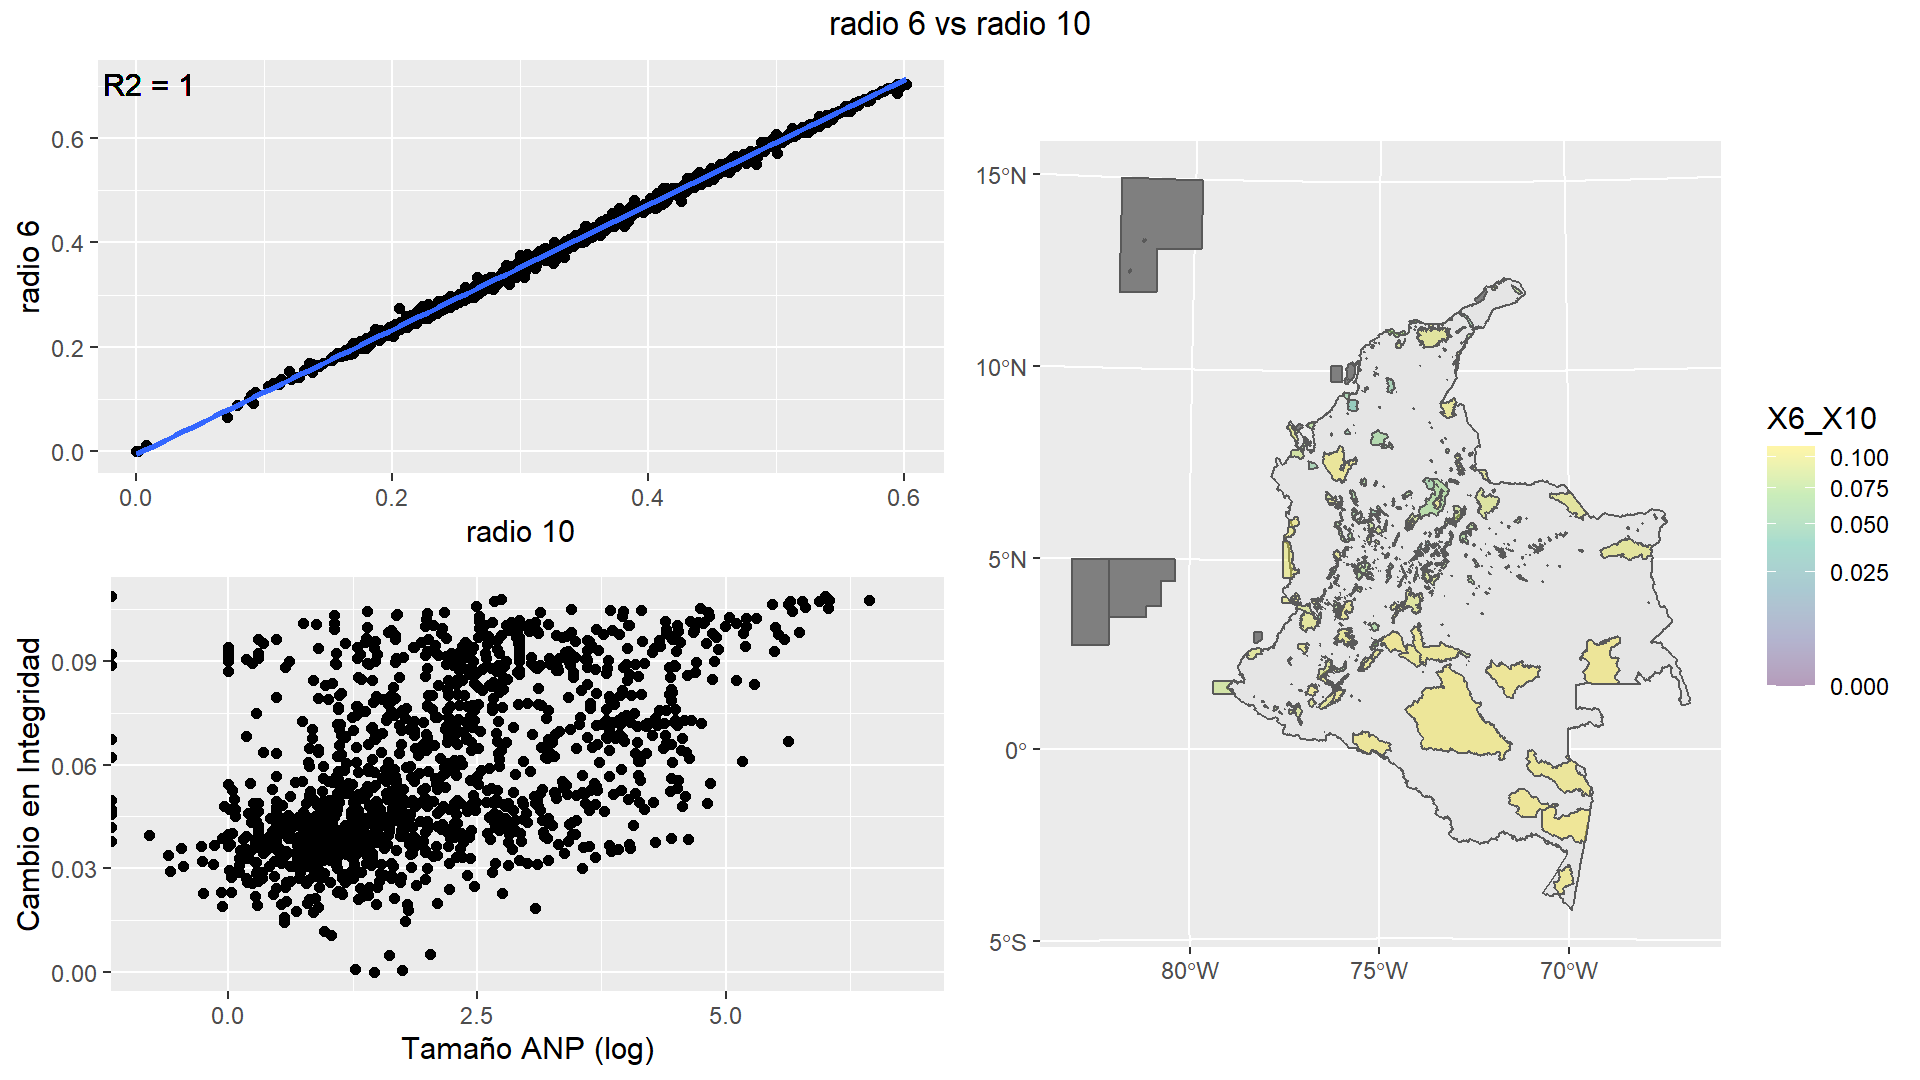 radio 6 vs radio 10
R2 = 1
radio 6
0.6
0.4
0.2
0.0
0.0 0.2 0.4 0.6
radio 10
Cambio en Integridad
0.09
0.06
0.03
0.00
0.0 2.5 5.0
Tamaño ANP (log)
15°N
10°N
5°N
0°
5°S
80°W 75°W 70°W
X6_X10
0.100
0.075
0.050
0.025
0.000